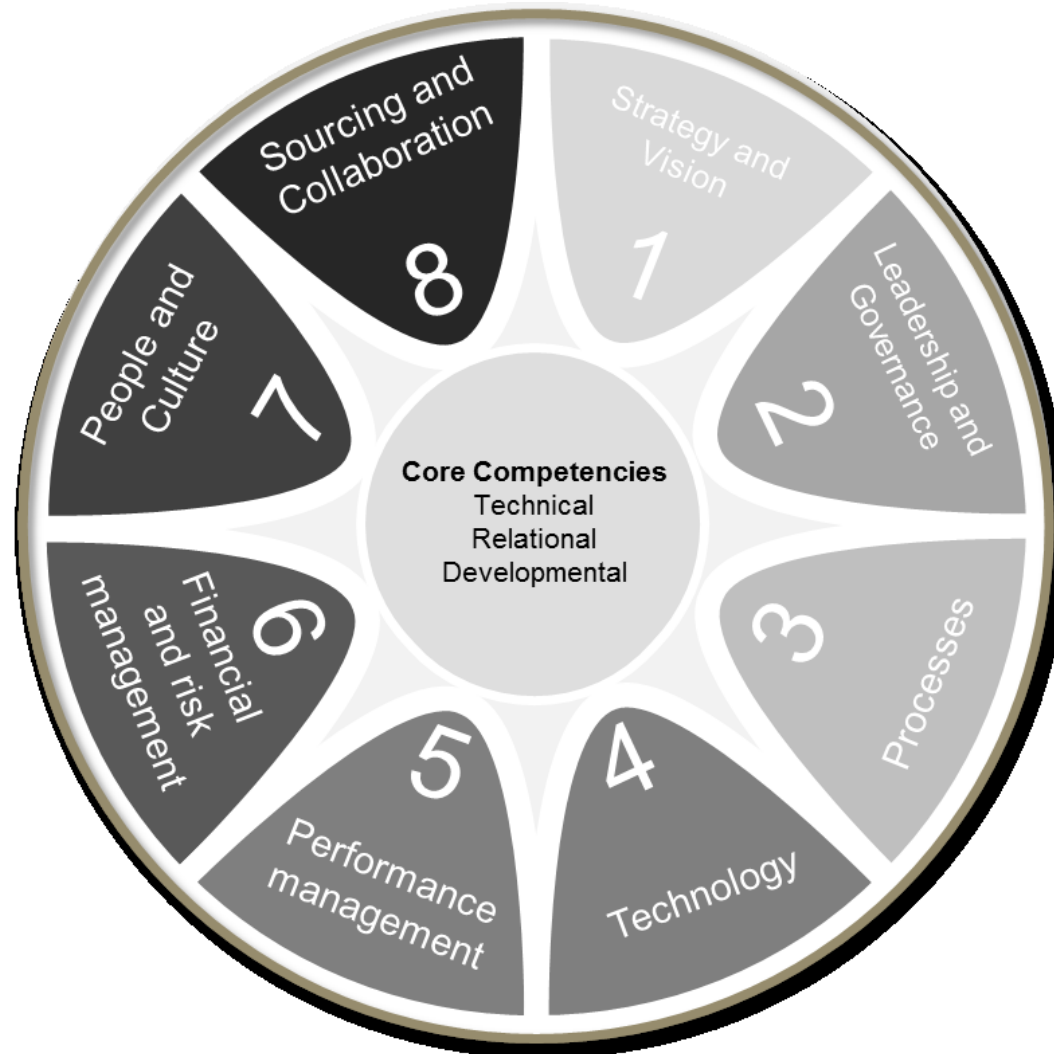 Core Competencies
Technical
Relational
Developmental
Strategy and
Vision
1
Leadership and
Governance
2
3
Processes
4
Technology
5
Performance
management
6
Financial
and risk
management
People and
Culture
7
Sourcing and
Collaboration
8